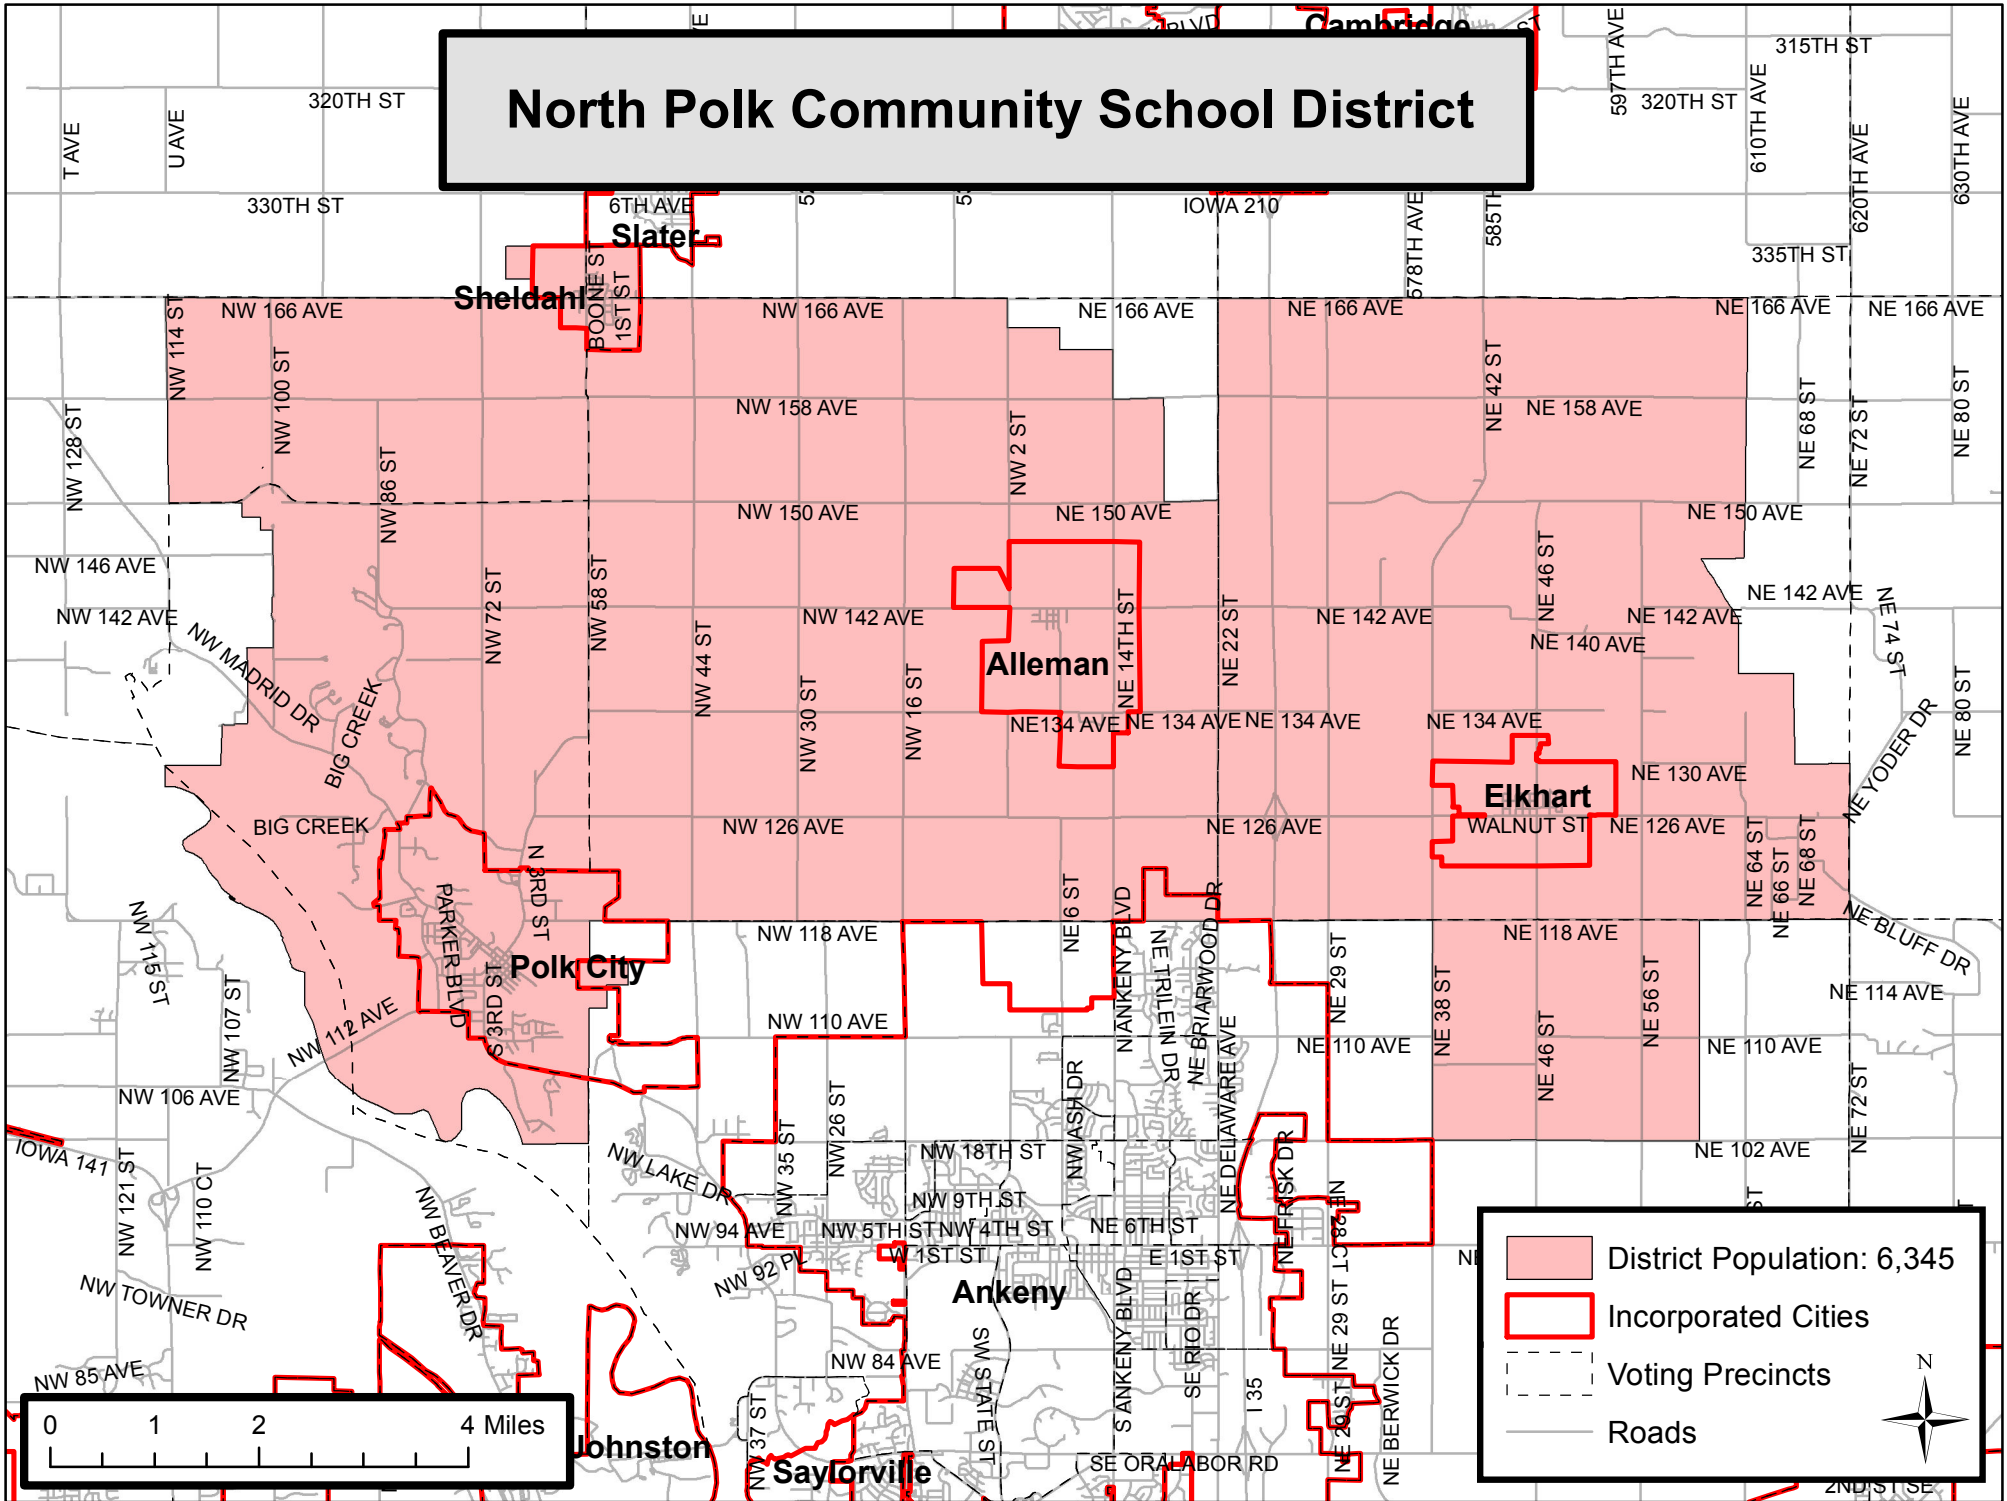 BLVD
Cambridge
ST
597TH AVE
315TH ST
North Polk Community School District
320TH ST
320TH ST
610TH AVE
T AVE
U AVE
620TH AVE
630TH AVE
330TH ST
6TH AVE
IOWA 210
578TH AVE
585TH
335TH ST
Slater
BOONE ST
1ST ST
Sheldahl
NW 114 ST
NW 166 AVE
NW 166 AVE
NE 166 AVE
NE 166 AVE
NE 166 AVE
NE 166 AVE
NW 100 ST
NE 42 ST
NW 158 AVE
NE 158 AVE
NW 128 ST
NW 86 ST
NW 2 ST
NE 68 ST
NE 72 ST
NE 80 ST
NW 150 AVE
NE 150 AVE
NE 150 AVE
NW 146 AVE
NW 72 ST
NW 58 ST
NE 46 ST
NW 142 AVE
NW 142 AVE
NE 142 AVE
NE 142 AVE
NE 142 AVE
NE 140 AVE
NE 74 ST
NW MADRID DR
BIG CREEK
NW 44 ST
NW 30 ST
NW 16 ST
Alleman
NE 14TH ST
NE 22 ST
NE134 AVE
NE 134 AVE
NE 134 AVE
NE 134 AVE
NE 80 ST
NE YODER DR
NE 130 AVE
Elkhart
BIG CREEK
NW 126 AVE
NE 126 AVE
WALNUT ST
NE 126 AVE
NE 64 ST
NE 66 ST
NE 68 ST
N 3RD ST
PARKER BLVD
NE 6 ST
N ANKENY BLVD
NE TRILEIN DR
NE BRIARWOOD DR
NW 118 AVE
NE 118 AVE
NE BLUFF DR
NW 115 ST
NW 107 ST
Polk City
S 3RD ST
NE 29 ST
NE 38 ST
NE 56 ST
NE 114 AVE
NW 112 AVE
NW 110 AVE
NE 110 AVE
NE 110 AVE
NE 46 ST
NW 106 AVE
NW 26 ST
NW ASH DR
NE DELAWARE AVE
NE 72 ST
IOWA 141
NW 121 ST
NW 110 CT
NW LAKE DR
NW 35 ST
NW 18TH ST
NE FRISK DR
NE 102 AVE
NW BEAVER DR
NW 9TH ST
NW 94 AVE
NW 5TH ST
NW 4TH ST
NE 6TH ST
NE 28 CT
ST
W 1ST ST
E 1ST ST
NE
NW 92 PL
NW TOWNER DR
Ankeny
S ANKENY BLVD
SE RIO DR
NE 29 ST
NE BERWICK DR
SW STATE ST
NW 84 AVE
NW 85 AVE
I 35
NE 29 ST
NW 37 ST
Johnston
Saylorville
SE ORALABOR RD
2ND ST SE
District Population: 6,345
Incorporated Cities
Voting Precincts
Roads
N
0 1 2 4 Miles